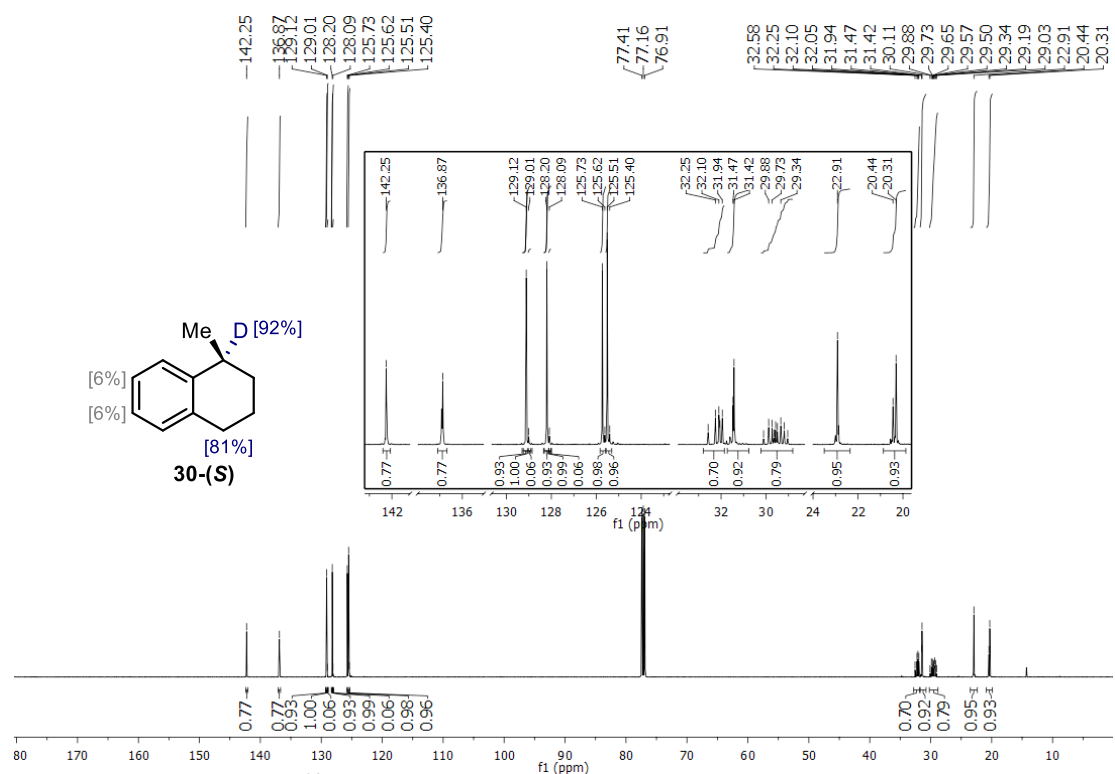 142.25 136.87 129.12 129.01 128.20 128.09 125.73 125.62 125.51 125.40 77.41 77.16 76.91 32.58 32.25 32.10 32.05 31.94 31.47 31.42 30.11 29.88 29.73 29.65 29.57 29.50 29.34 29.19 29.03 22.91 20.44 20.31
142.25 136.87 129.12 129.01 128.20 128.09 125.73 125.62 125.51 125.40 32.25 32.10 31.94 31.47 31.42 29.88 29.73 29.34 22.91 20.44 20.31
Me D [92%]
[6%]
[6%]
[81%]
30-(S)
0.77 0.77 0.93 1.00 0.06 0.93 0.99 0.06 0.98 0.96 0.70 0.92 0.79 0.95 0.93
142 136 130 128 126 124 32 30 24 22 20
f1 (ppm)
0.77 0.77 0.93 1.00 0.06 0.93 0.99 0.06 0.98 0.96 0.70 0.92 0.79 0.95 0.93
80 170 160 150 140 130 120 110 100 90 80 70 60 50 40 30 20 10
f1 (ppm)